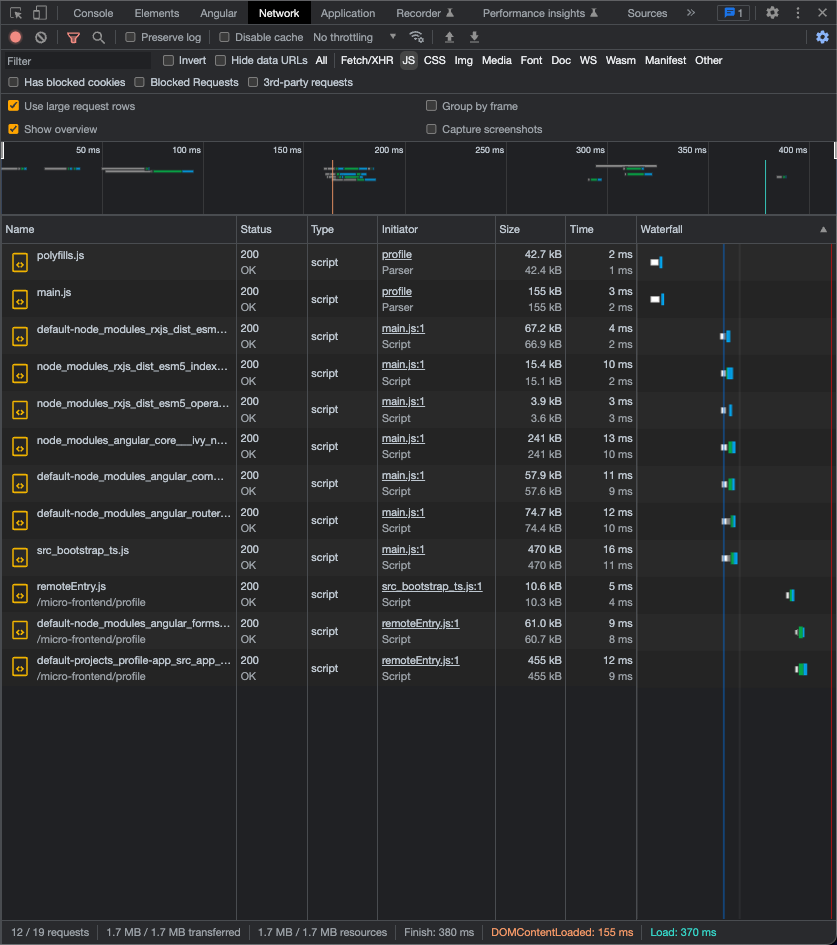 Console Elements Angular Network Application Recorder Performance insights Sources » 1
Preserve log Disable cache No throttling
Filter Invert Hide data URLs All Fetch/XHR JS CSS Img Media Font Doc WS Wasm Manifest Other
Has blocked cookies Blocked Requests 3rd-party requests
Use large request rows Group by frame
Show overview Capture screenshots
50 ms 100 ms 150 ms 200 ms 250 ms 300 ms 350 ms 400 ms
Name Status Type Initiator Size Time Waterfall
polyfills.js 200 script profile 42.7 kB 2 ms
OK Parser 42.4 kB 1 ms
main.js 200 script profile 155 kB 3 ms
OK Parser 155 kB 2 ms
default-node_modules_rxjs_dist_esm... 200 script main.js:1 67.2 kB 4 ms
OK Script 66.9 kB 2 ms
node_modules_rxjs_dist_esm5_index... 200 script main.js:1 15.4 kB 10 ms
OK Script 15.1 kB 2 ms
node_modules_rxjs_dist_esm5_opera... 200 script main.js:1 3.9 kB 3 ms
OK Script 3.6 kB 3 ms
node_modules_angular_core___ivy_n... 200 script main.js:1 241 kB 13 ms
OK Script 241 kB 10 ms
default-node_modules_angular_com... 200 script main.js:1 57.9 kB 11 ms
OK Script 57.6 kB 9 ms
default-node_modules_angular_router... 200 script main.js:1 74.7 kB 12 ms
OK Script 74.4 kB 10 ms
src_bootstrap_ts.js 200 script main.js:1 470 kB 16 ms
OK Script 470 kB 11 ms
remoteEntry.js 200 script src_bootstrap_ts.js:1 10.6 kB 5 ms
/micro-frontend/profile OK Script 10.3 kB 4 ms
default-node_modules_angular_forms... 200 script remoteEntry.js:1 61.0 kB 9 ms
/micro-frontend/profile OK Script 60.7 kB 8 ms
default-projects_profile-app_src_app_... 200 script remoteEntry.js:1 455 kB 12 ms
/micro-frontend/profile OK Script 455 kB 9 ms
12 / 19 requests 1.7 MB / 1.7 MB transferred 1.7 MB / 1.7 MB resources Finish: 380 ms DOMContentLoaded: 155 ms Load: 370 ms